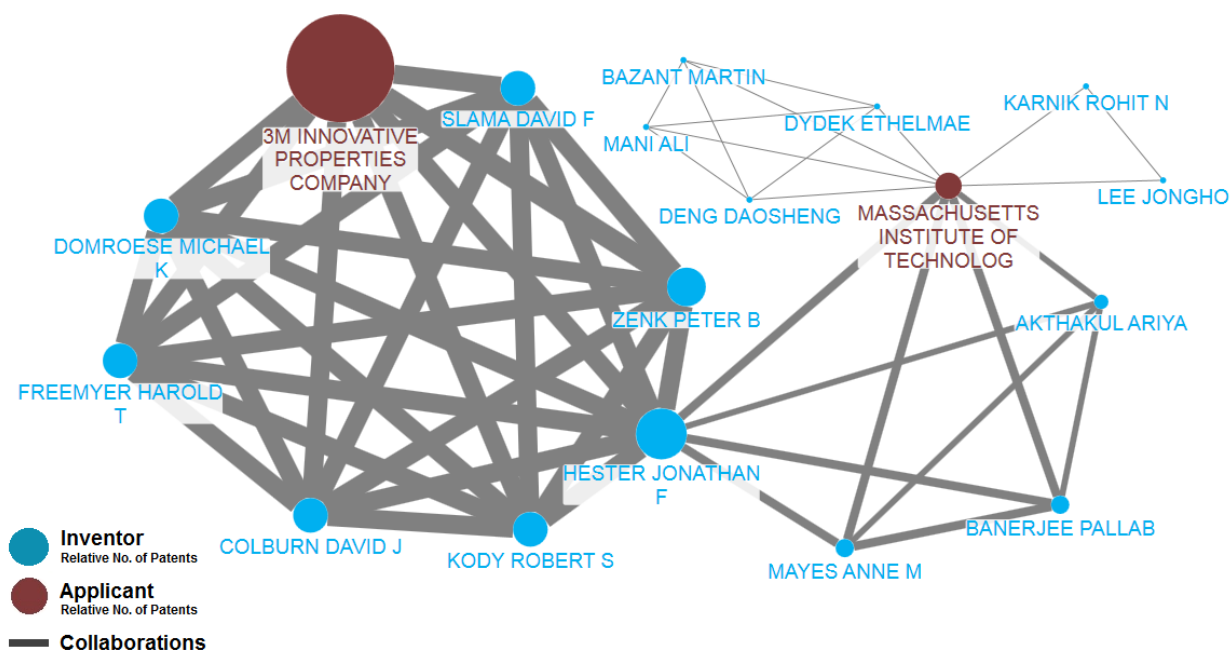 BAZANT MARTIN
KARNIK ROHIT N
SLAMA DAVID F
DYDEK ETHELMAE
3M INNOVATIVE
PROPERTIES
COMPANY
MANI ALI
LEE JONGHO
DENG DAOSHENG
MASSACHUSETTS
INSTITUTE OF
TECHNOLOG
DOMROESE MICHAEL
K
ZENK PETER B
AKTHAKUL ARIYA
FREEMYER HAROLD
T
HESTER JONATHAN
F
BANERJEE PALLAB
COLBURN DAVID J
KODY ROBERT S
MAYES ANNE M
Inventor
Relative No. of Patents
Applicant
Relative No. of Patents
Collaborations